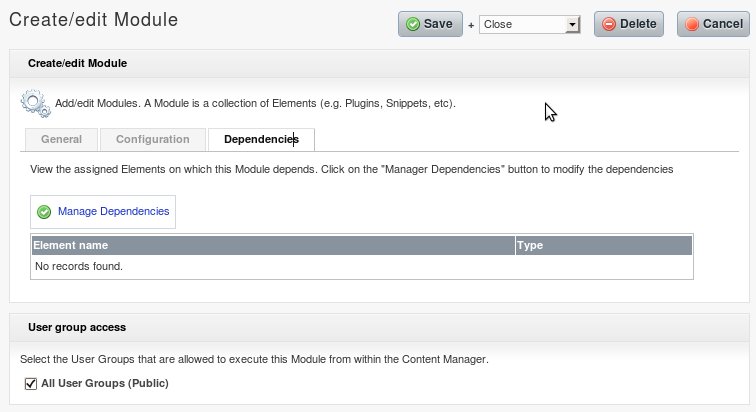 Create/edit Module
Save + Close Delete Cancel
Create/edit Module
Add/edit Modules. A Module is a collection of Elements (e.g. Plugins, Snippets, etc).
General Configuration Dependencies
View the assigned Elements on which this Module depends. Click on the "Manager Dependencies" button to modify the dependencies
Manage Dependencies
Element name Type
No records found.
User group access
Select the User Groups that are allowed to execute this Module from within the Content Manager.
All User Groups (Public)